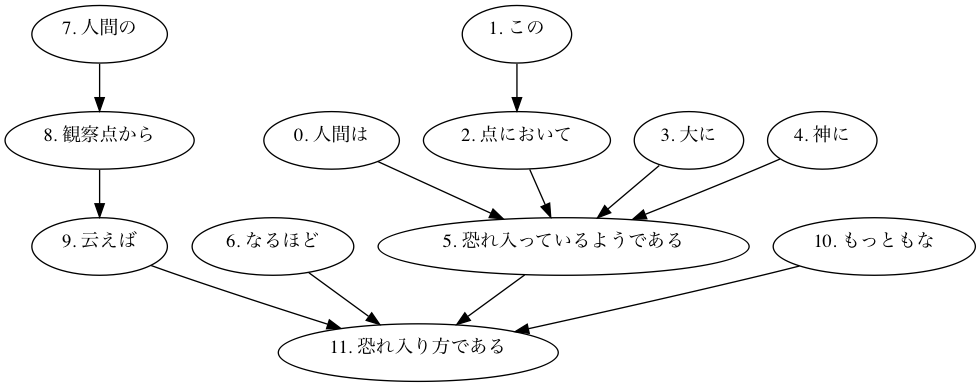 7. 人間の
1. この
8. 観察点から
0. 人間は
2. 点において
3. 大に
4. 神に
9. 云えば
6. なるほど
5. 恐れ入っているようである
10. もっともな
11. 恐れ入り方である